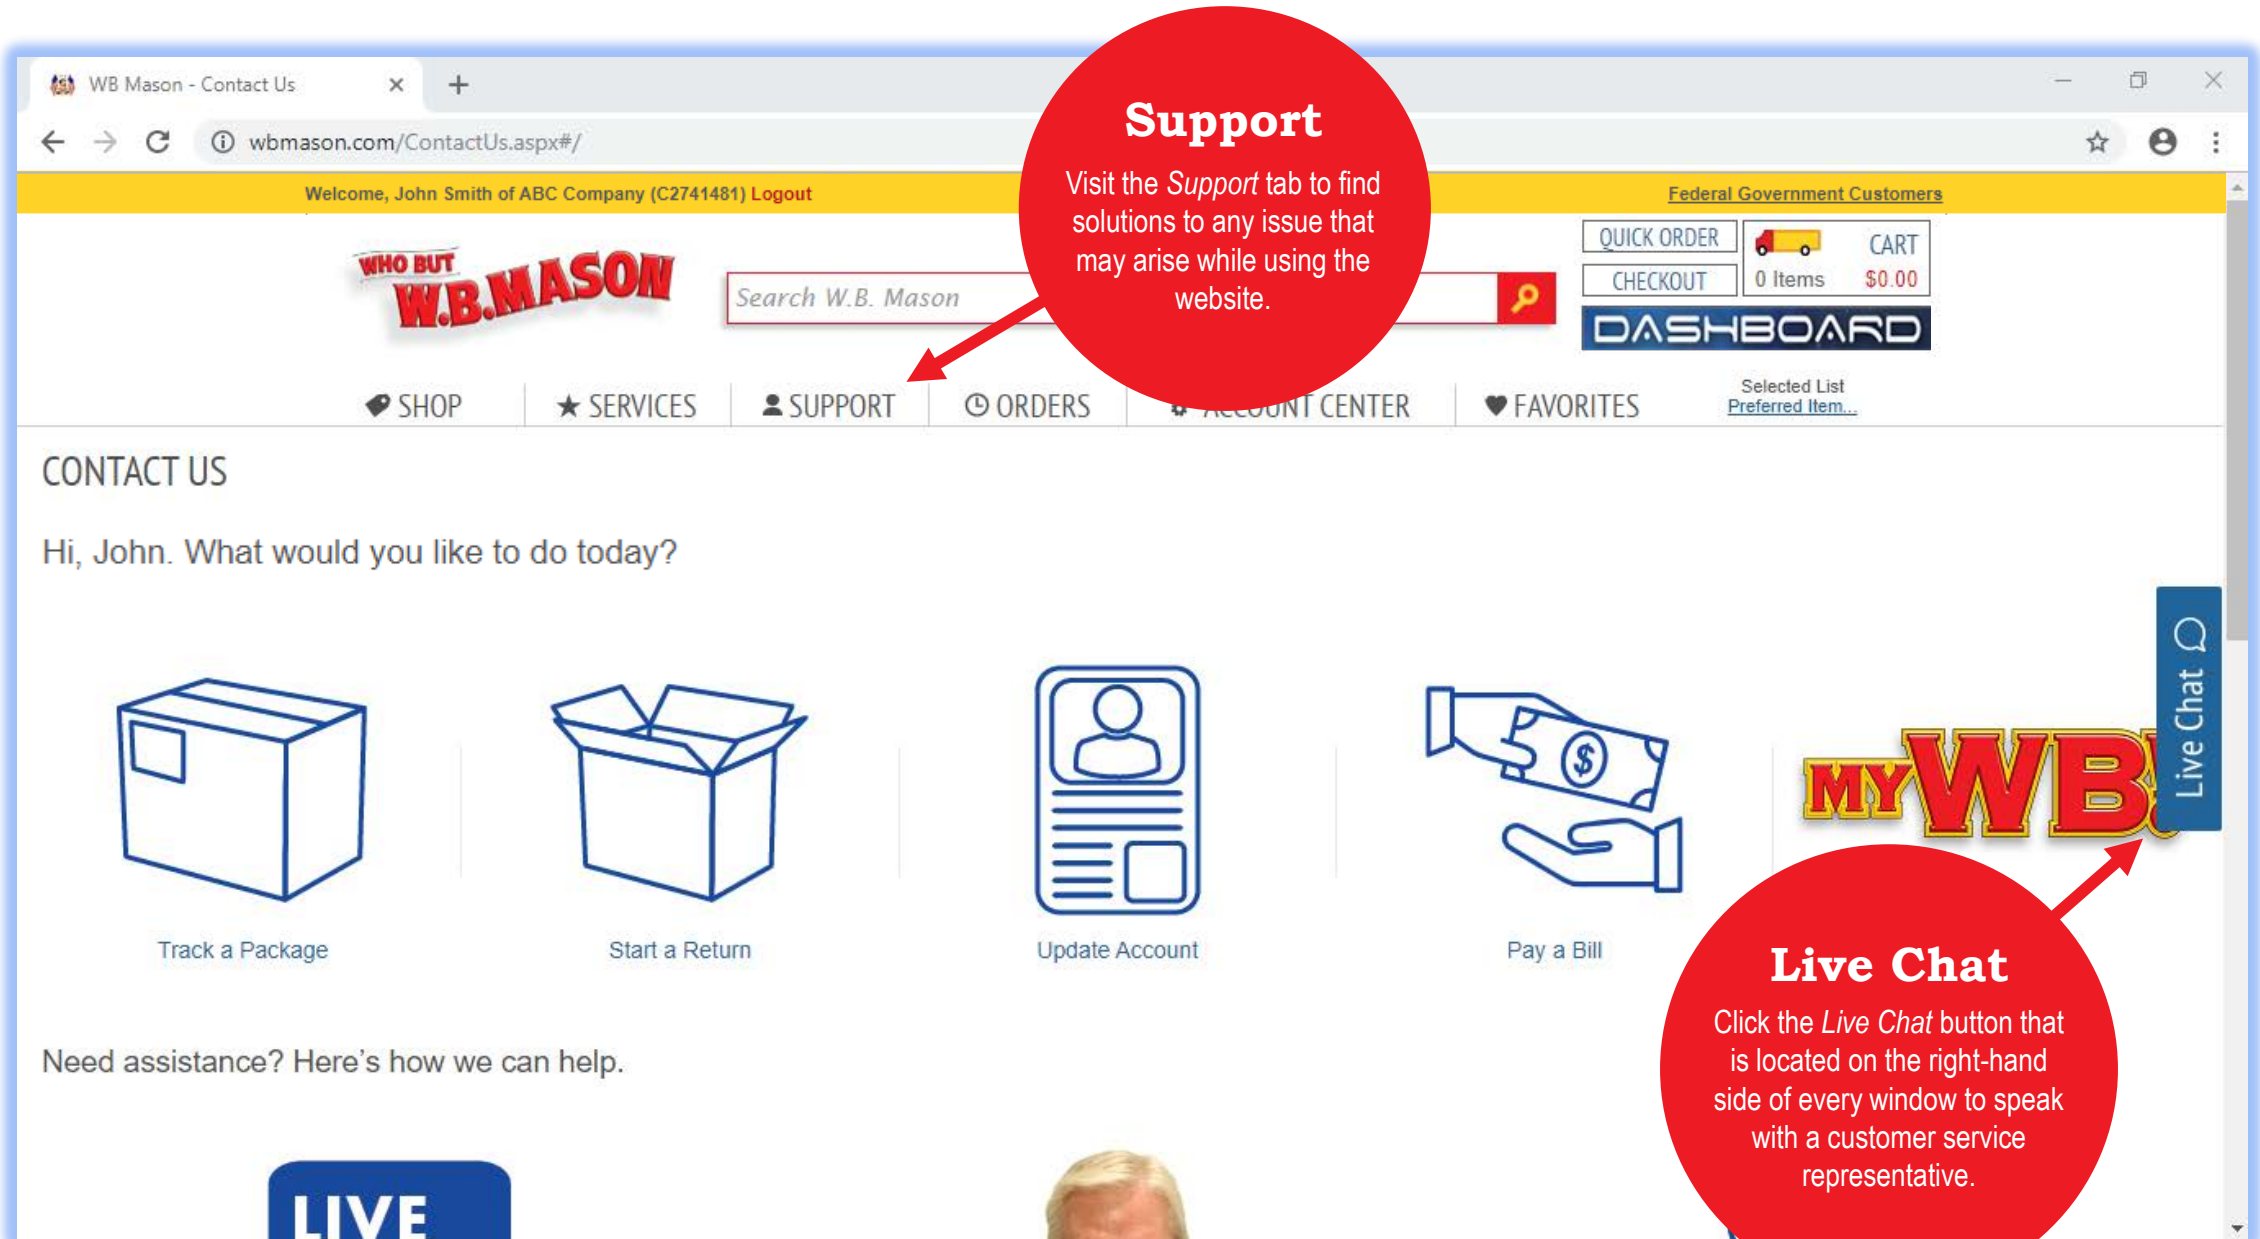 WB Mason - Contact Us
wbmason.com/ContactUs.aspx#/
Support
Visit the Support tab to find
solutions to any issue that
may arise while using the
website.
Welcome, John Smith of ABC Company (C2741481) Logout
Federal Government Customers
WHO BUT
W.B.MASON
Search W.B. Mason
QUICK ORDER
CHECKOUT
CART
0 Items $0.00
DASHBOARD
SHOP
SERVICES
SUPPORT
ORDERS
ACCOUNT CENTER
FAVORITES
Selected List
Preferred Item...
CONTACT US
Hi, John. What would you like to do today?
Live Chat
$
MY WB!
Track a Package
Start a Return
Update Account
Pay a Bill
Live Chat
Click the Live Chat button that
is located on the right-hand
side of every window to speak
with a customer service
representative.
Need assistance? Here's how we can help.
LIVE